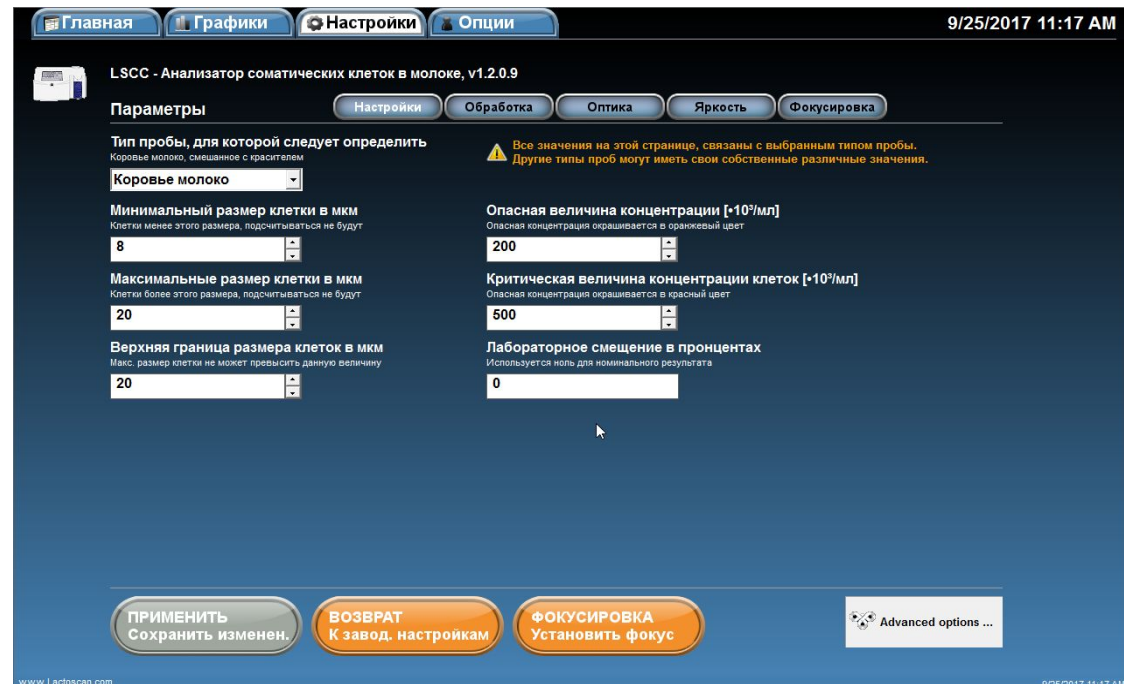 Главная Графики Настройки Опции 9/25/2017 11:17 AM
LSCC - Анализатор соматических клеток в молоке, v1.2.0.9
Параметры Настройки Обработка Оптика Яркость Фокусировка
Тип пробы, для которой следует определить
Коровье молоко, смешанное с красителем
Коровье молоко
Все значения на этой странице, связаны с выбранным типом пробы.
Другие типы проб могут иметь свои собственные различные значения.
Минимальный размер клетки в мкм
Клетки менее этого размера, подсчитываться не будут
8
Опасная величина концентрации [•10³/мл]
Опасная концентрация окрашивается в оранжевый цвет
200
Максимальные размер клетки в мкм
Клетки более этого размера, подсчитываться не будут
20
Критическая величина концентрации клеток [•10³/мл]
Опасная концентрация окрашивается в красный цвет
500
Верхняя граница размера клеток в мкм
Макс. размер клетки не может превысить данную величину
20
Лабораторное смещение в пронцентах
Используется ноль для номинального результата
0
ПРИМЕНИТЬ
Сохранить изменен.
ВОЗВРАТ
К завод. настройкам
ФОКУСИРОВКА
Установить фокус
Advanced options ...
www.Lactoscan.com 9/25/2017 11:17 AM